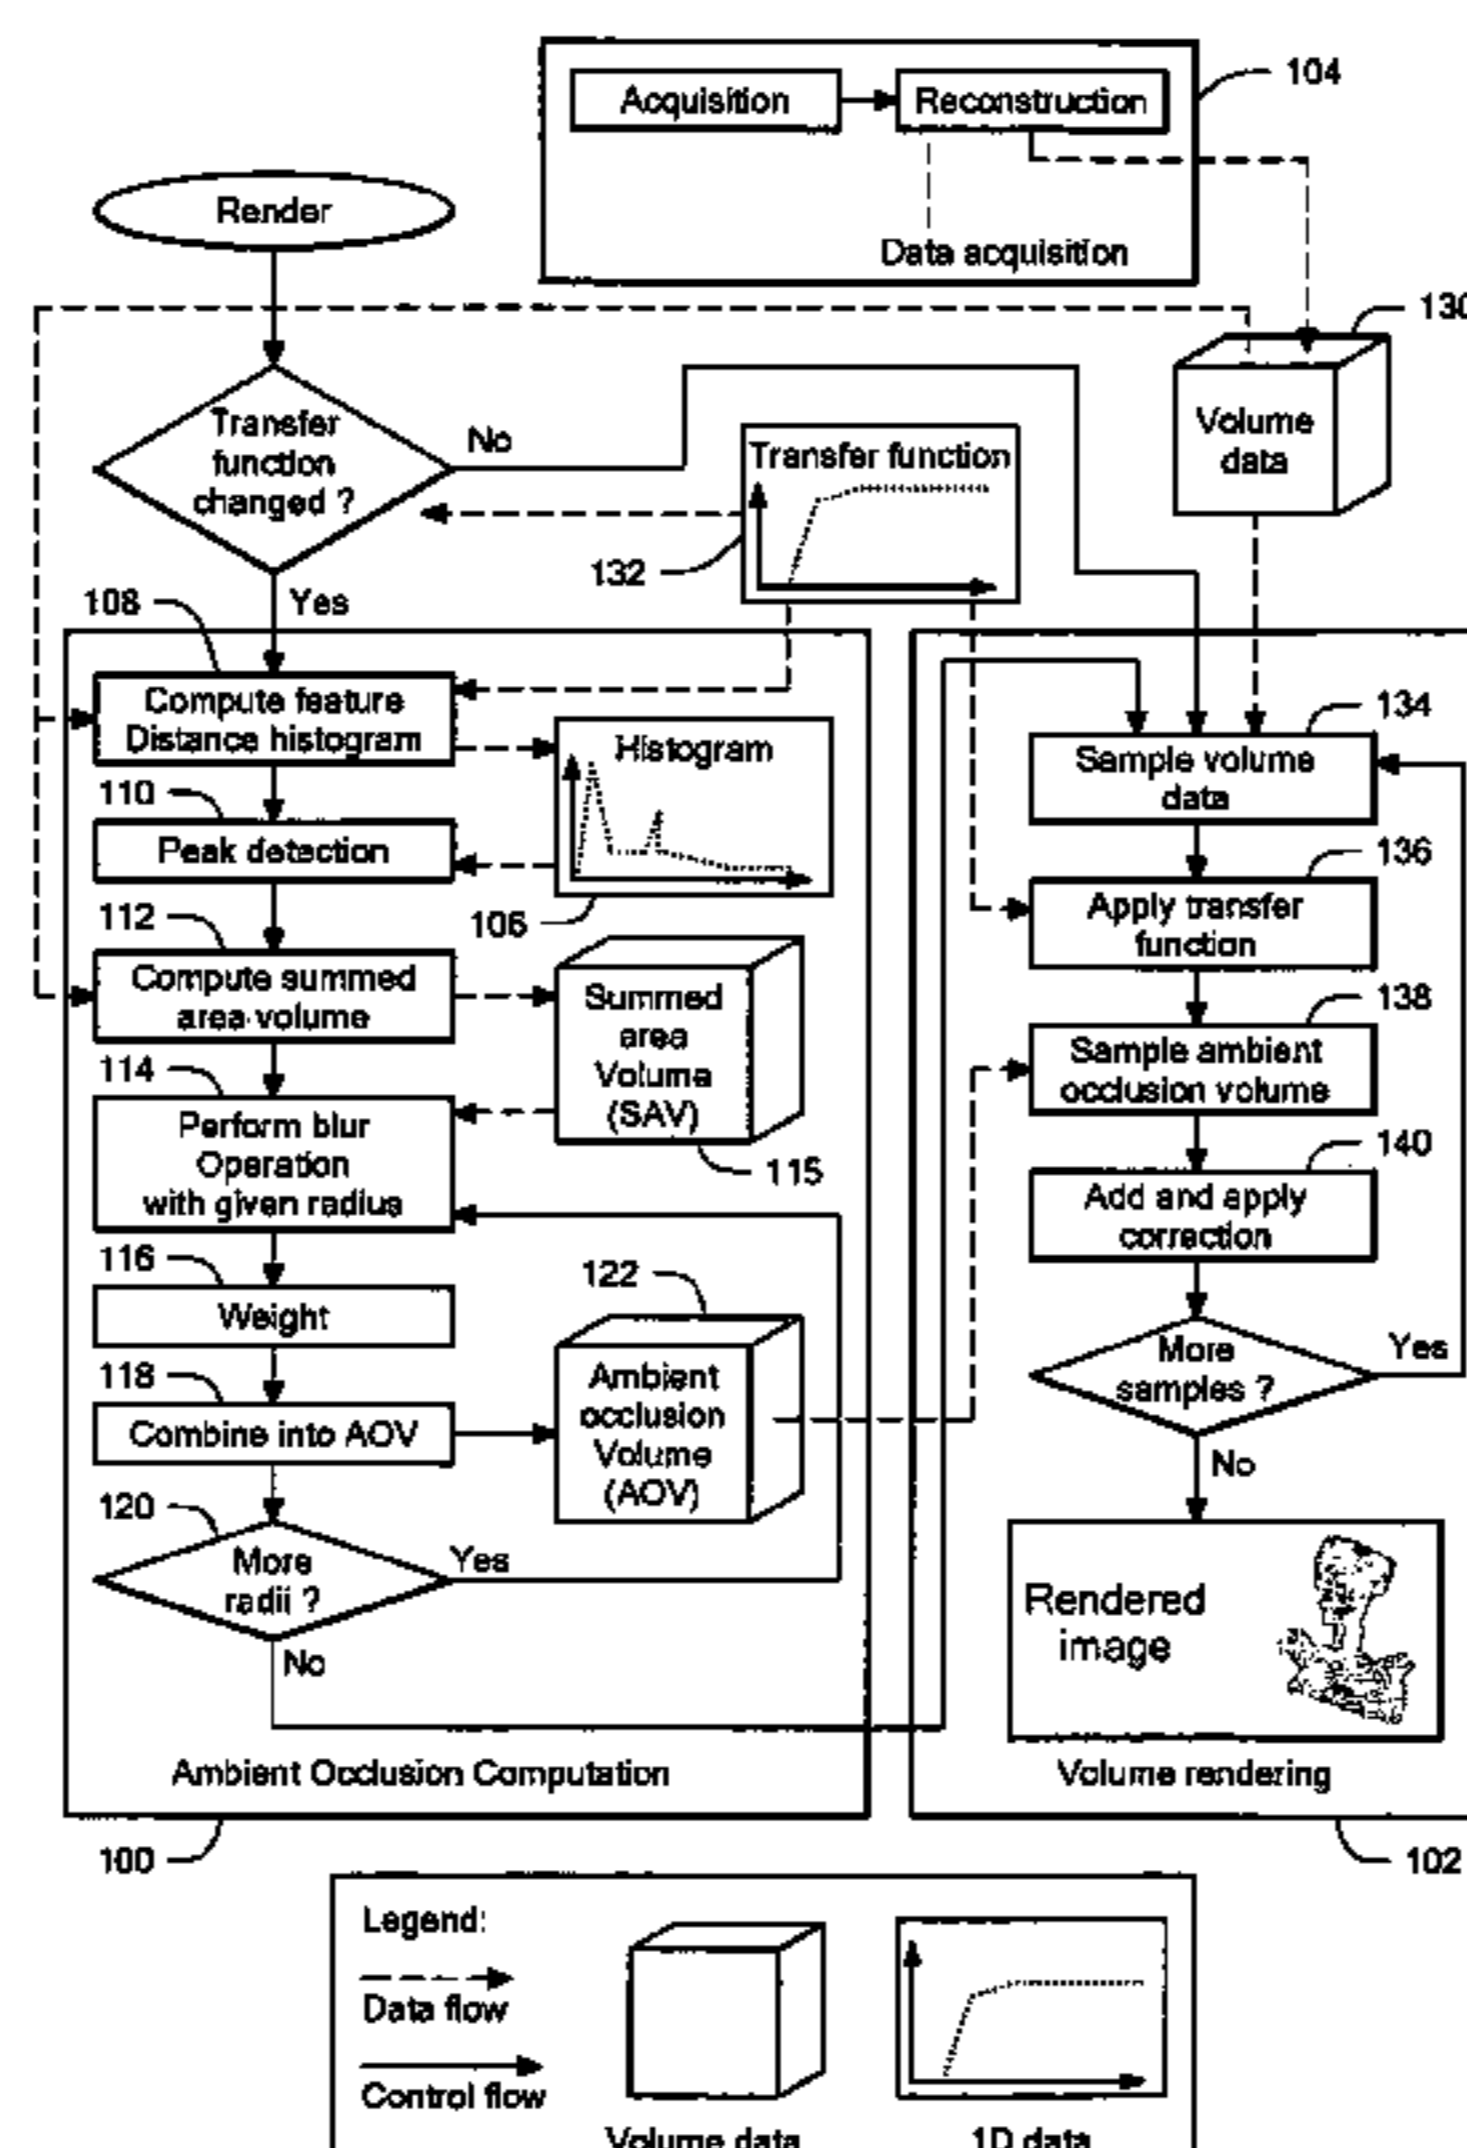 Acquisition
Reconstruction
104
Data acquisition
Render
130
Volume
data
Transfer
function
changed ?
No
Transfer function
132
Yes
108
Compute feature
Distance histogram
Histogram
106
110
Peak detection
112
Compute summed
area volume
Summed
area
Volume
(SAV)
115
114
Perform blur
Operation
with given radius
116
Weight
118
Combine into AOV
122
Ambient
occlusion
Volume
(AOV)
120
More
radii ?
Yes
No
Ambient Occlusion Computation
100
134
Sample volume
data
136
Apply transfer
function
138
Sample ambient
occlusion volume
140
Add and apply
correction
More
samples ?
Yes
No
Rendered
image
Volume rendering
102
Legend:
Data flow
Control flow
Volume data
1D data